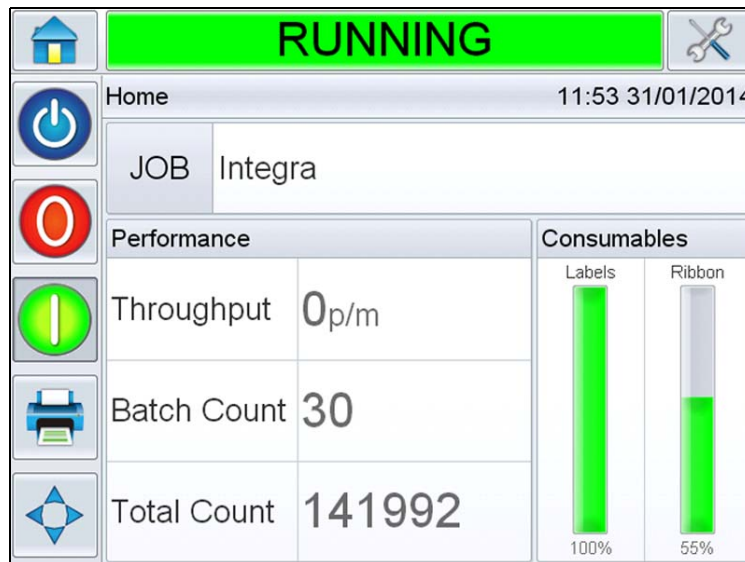 RUNNING
Home 11:53 31/01/2014
JOB Integra
Performance
Consumables
Labels Ribbon
Throughput 0p/m
Batch Count 30
Total Count 141992
100% 55%